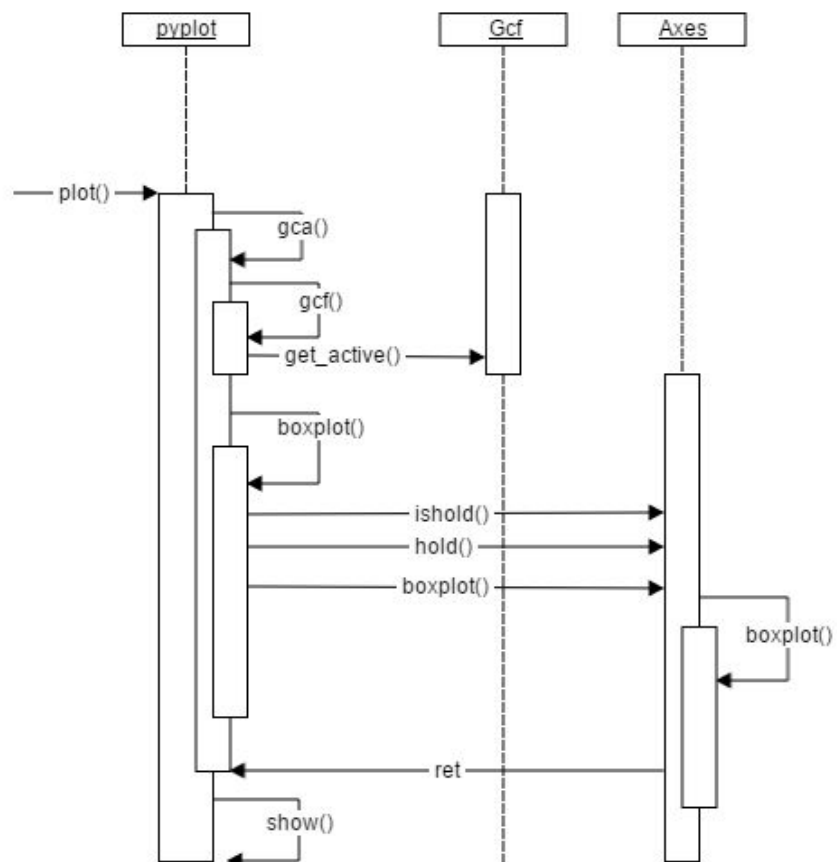 pyplot
Gcf
Axes
plot()
gca()
gcf()
get_active()
boxplot()
ishold()
hold()
boxplot()
boxplot()
ret
show()